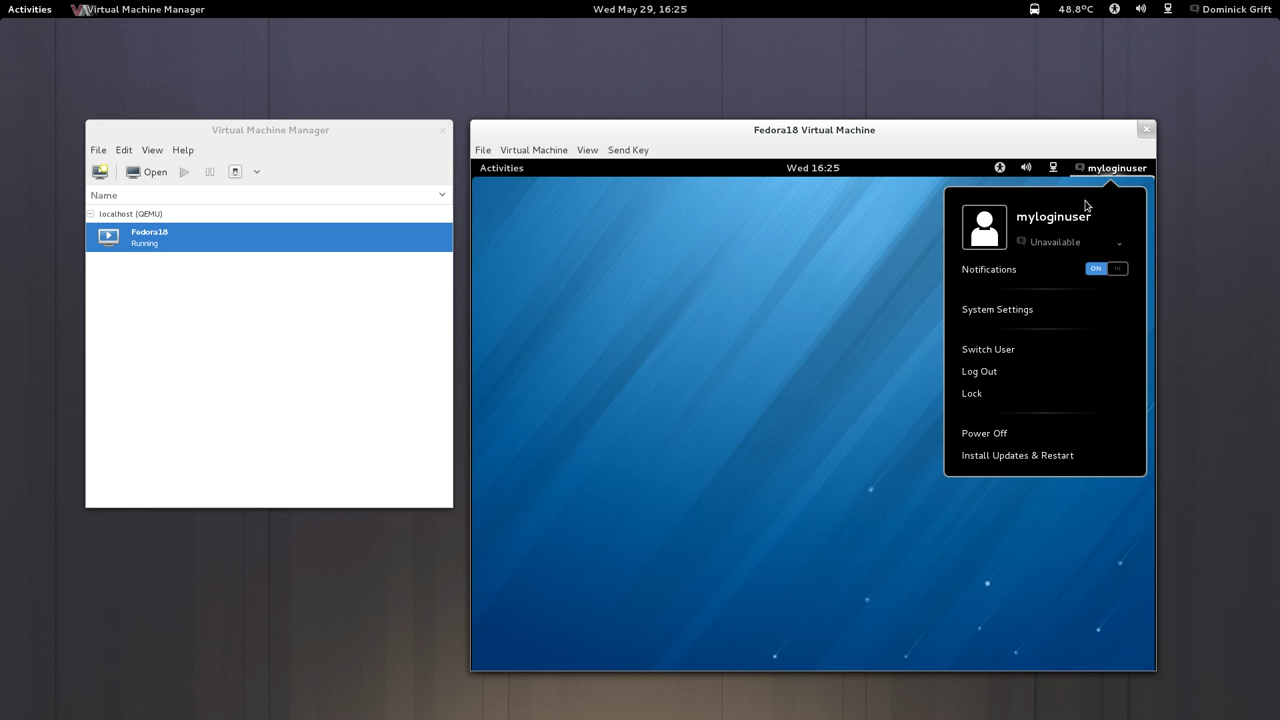 Activities Virtual Machine Manager Wed May 29, 16:25 48.8ºC Dominick Grift
Virtual Machine Manager
File Edit View Help
Open
Name
localhost (QEMU)
Fedora18
Running
Fedora18 Virtual Machine
File Virtual Machine View Send Key
Activities Wed 16:25 myloginuser
myloginuser
Unavailable
Notifications ON
System Settings
Switch User
Log Out
Lock
Power Off
Install Updates & Restart